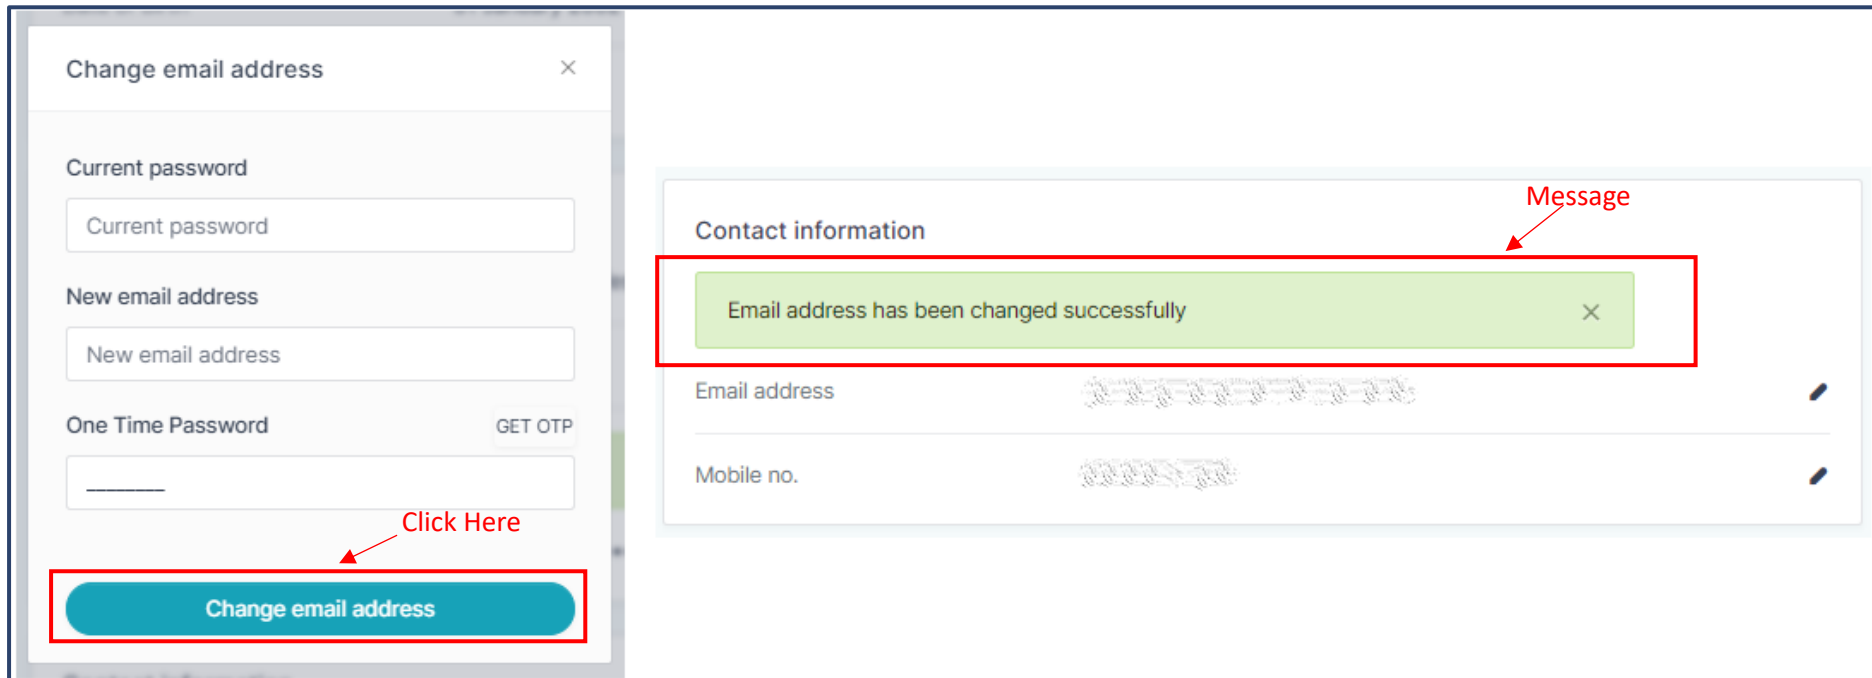 Change email address
Current password
Current password
New email address
New email address
One Time Password
GET OTP
________
Click Here
Change email address
Message
Contact information
Email address has been changed successfully
Email address
Mobile no.